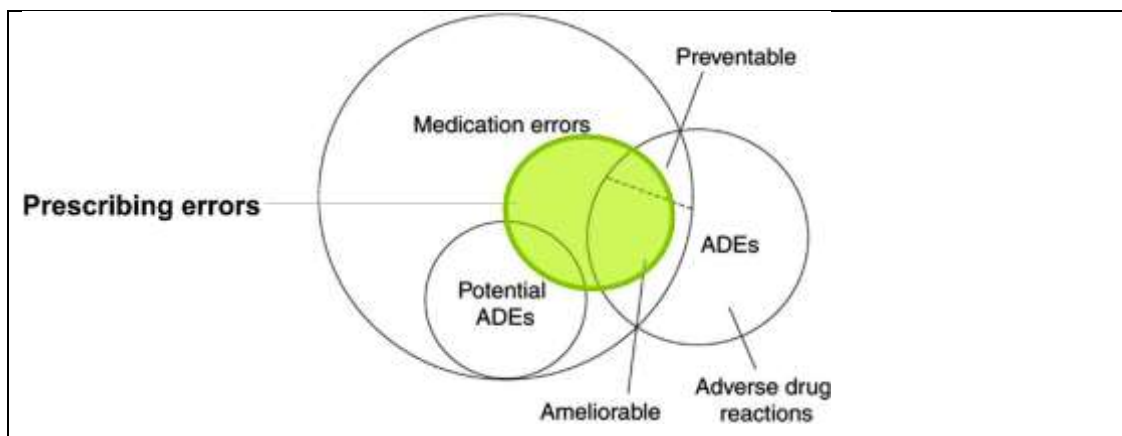 Preventable
Medication errors
Prescribing errors
ADEs
Potential
ADEs
Adverse drug
reactions
Ameliorable